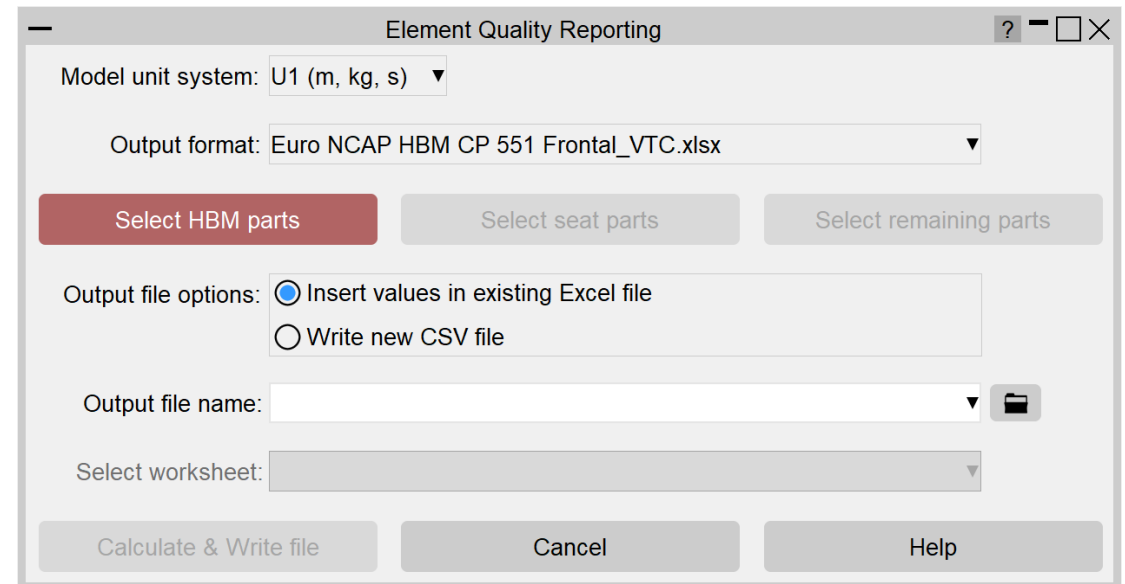 Element Quality Reporting ?
Model unit system: U1 (m, kg, s)
Output format: Euro NCAP HBM CP 551 Frontal_VTC.xlsx
Select HBM parts Select seat parts Select remaining parts
Output file options: Insert values in existing Excel file
Write new CSV file
Output file name:
Select worksheet:
Calculate & Write file Cancel Help